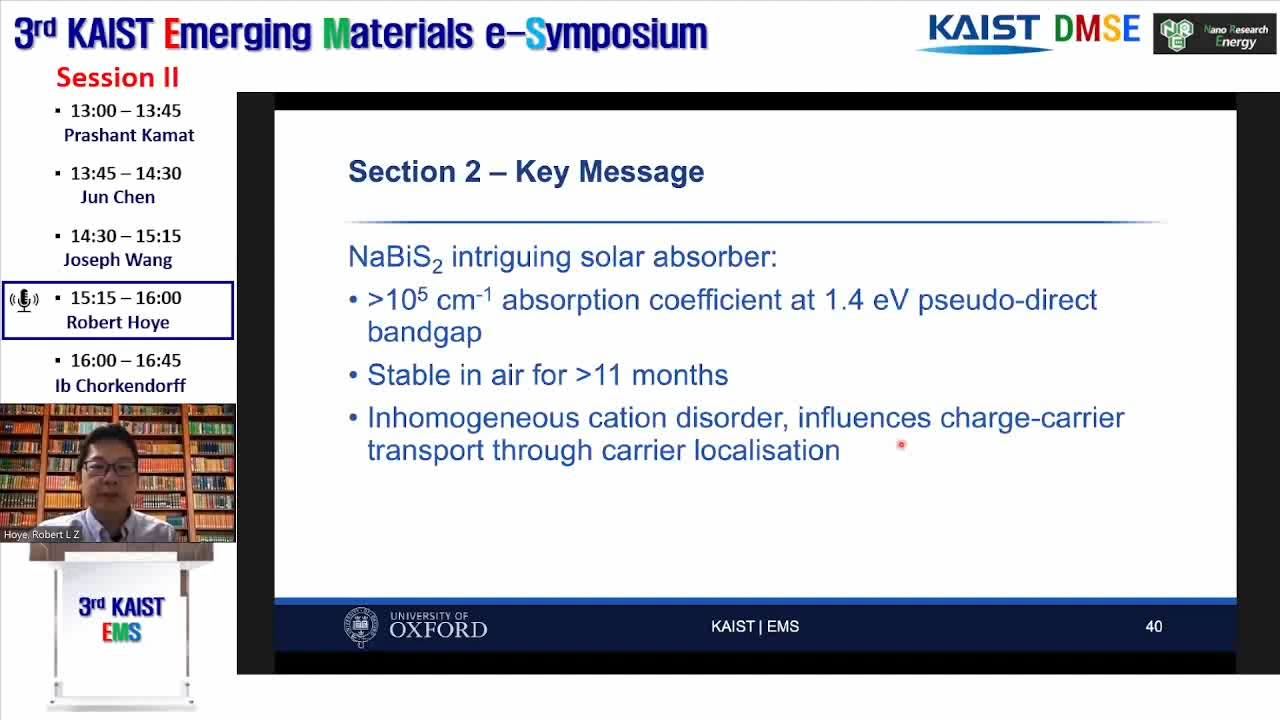 3rd KAIST Emerging Materials e-Symposium
KAIST DMSE
Nano Research
Energy
NRE
Session II
▪ 13:00 – 13:45
Prashant Kamat
▪ 13:45 – 14:30
Jun Chen
▪ 14:30 – 15:15
Joseph Wang
▪ 15:15 – 16:00
Robert Hoye
▪ 16:00 – 16:45
Ib Chorkendorff
Hoye, Robert L Z
3rd KAIST
EMS
Section 2 – Key Message
NaBiS2 intriguing solar absorber:
• >10⁵ cm⁻¹ absorption coefficient at 1.4 eV pseudo-direct
bandgap
• Stable in air for >11 months
• Inhomogeneous cation disorder, influences charge-carrier
transport through carrier localisation
UNIVERSITY OF
OXFORD
KAIST | EMS
40